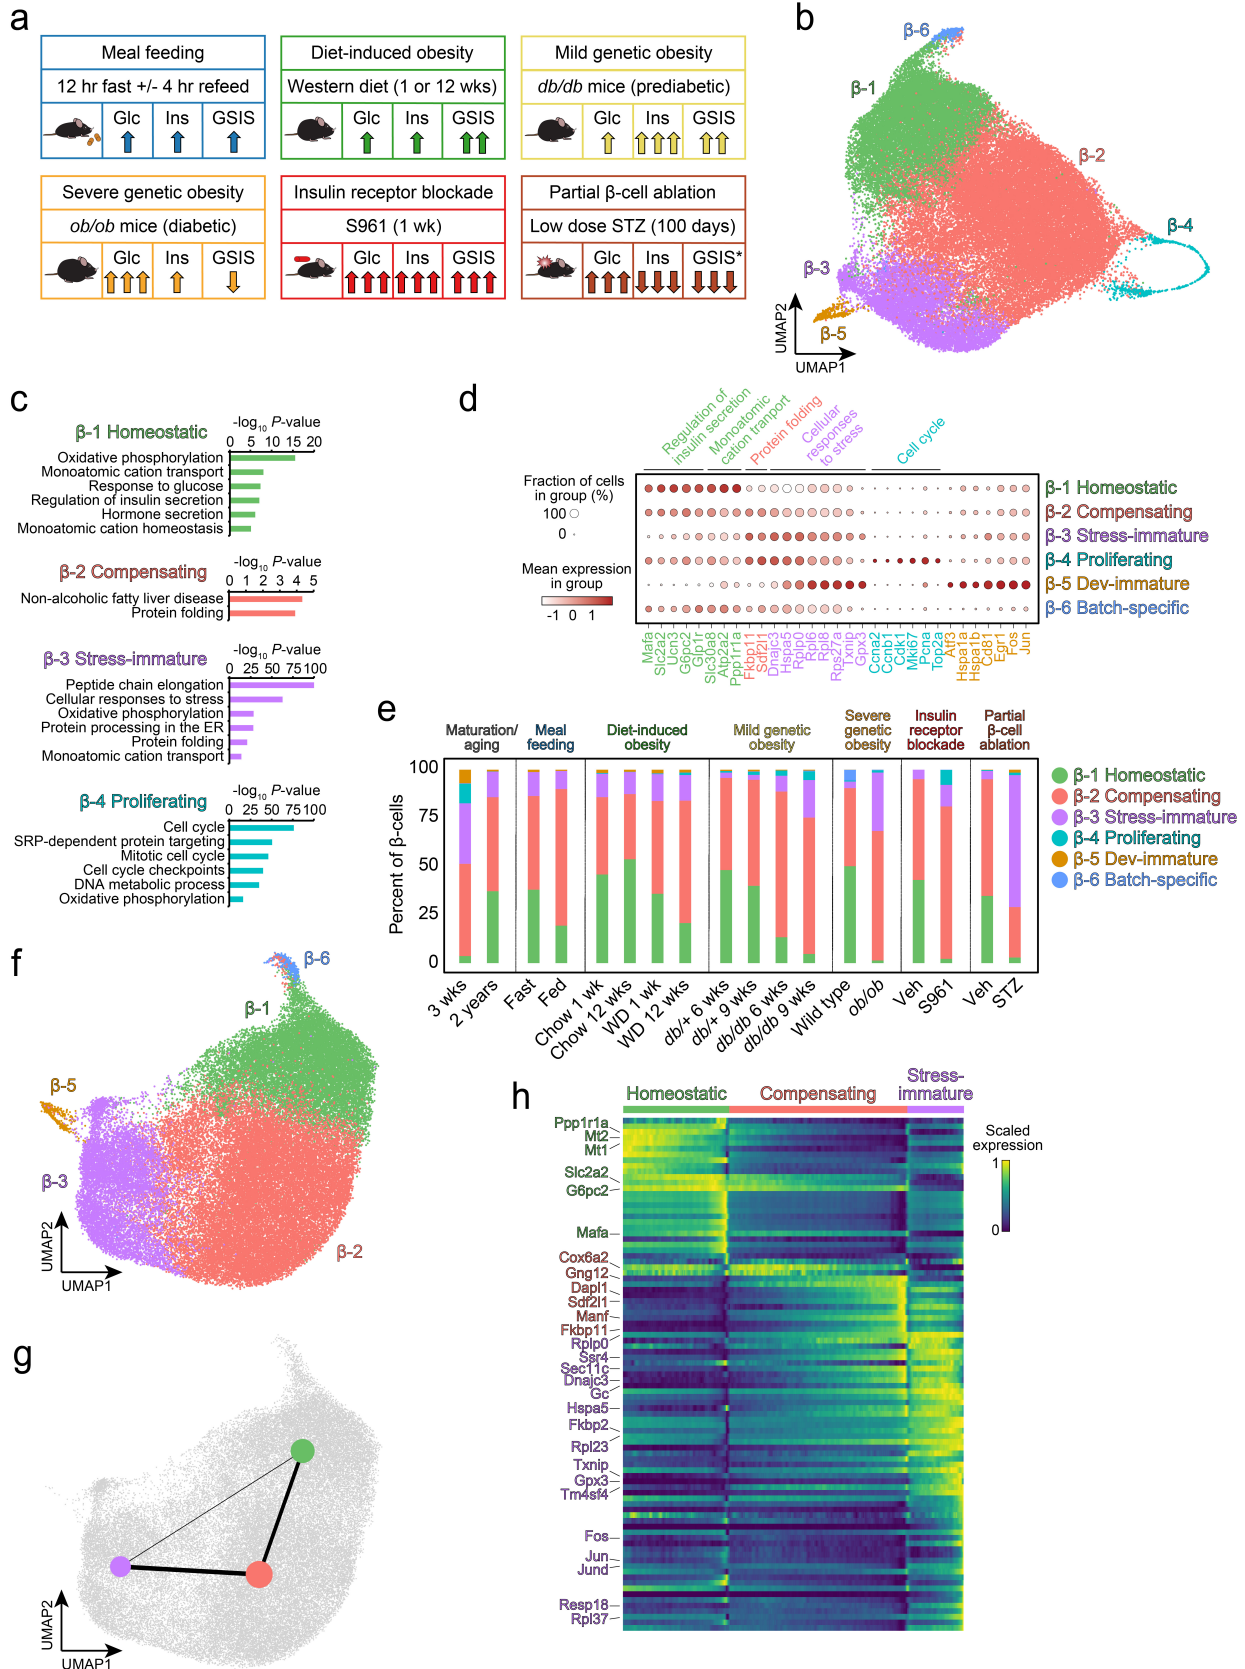 a
Meal feeding
12 hr fast +/- 4 hr refeed
Glc Ins GSIS
Diet-induced obesity
Western diet (1 or 12 wks)
Glc Ins GSIS
Mild genetic obesity
db/db mice (prediabetic)
Glc Ins GSIS
Severe genetic obesity
ob/ob mice (diabetic)
Glc Ins GSIS
Insulin receptor blockade
S961 (1 wk)
Glc Ins GSIS
Partial β-cell ablation
Low dose STZ (100 days)
Glc Ins GSIS*
b
β-6
β-1
β-2
β-4
β-3
β-5
UMAP2
UMAP1
c
β-1 Homeostatic
-log10 P-value
0 5 10 15 20
Oxidative phosphorylation
Monoatomic cation transport
Response to glucose
Regulation of insulin secretion
Hormone secretion
Monoatomic cation homeostasis
β-2 Compensating
-log10 P-value
0 1 2 3 4 5
Non-alcoholic fatty liver disease
Protein folding
β-3 Stress-immature
-log10 P-value
0 25 50 75 100
Peptide chain elongation
Cellular responses to stress
Oxidative phosphorylation
Protein processing in the ER
Protein folding
Monoatomic cation transport
β-4 Proliferating
-log10 P-value
0 25 50 75 100
Cell cycle
SRP-dependent protein targeting
Mitotic cell cycle
Cell cycle checkpoints
DNA metabolic process
Oxidative phosphorylation
d
Regulation of
insulin secretion
Monoatomic
cation tranport
Protein folding
Cellular
responses
to stress
Cell cycle
Fraction of cells
in group (%)
100
0
Mean expression
in group
-1 0 1
β-1 Homeostatic
β-2 Compensating
β-3 Stress-immature
β-4 Proliferating
β-5 Dev-immature
β-6 Batch-specific
Mafa
Slc2a2
Ucn3
G6pc2
Glp1r
Slc30a8
Atp2a2
Ppp1r1a
Fkbp11
Sdf2l1
Dnajc3
Hspa5
Rplp0
Rpl6
Rpl8
Rps27a
Txnip
Gpx3
Ccna2
Ccnb1
Cdk1
Mki67
Pcna
Top2a
Atf3
Hspa1a
Hspa1b
Cd81
Egr1
Fos
Jun
e
Maturation/
aging
Meal
feeding
Diet-induced
obesity
Mild genetic
obesity
Severe
genetic
obesity
Insulin
receptor
blockade
Partial
β-cell
ablation
Percent of β-cells
100
75
50
25
0
3 wks
2 years
Fast
Fed
Chow 1 wk
Chow 12 wks
WD 1 wk
WD 12 wks
db/+ 6 wks
db/+ 9 wks
db/db 6 wks
db/db 9 wks
Wild type
ob/ob
Veh
S961
Veh
STZ
β-1 Homeostatic
β-2 Compensating
β-3 Stress-immature
β-4 Proliferating
β-5 Dev-immature
β-6 Batch-specific
f
β-6
β-1
β-5
β-3
β-2
UMAP2
UMAP1
g
UMAP2
UMAP1
h
Homeostatic
Compensating
Stress-
immature
Scaled
expression
1
0
Ppp1r1a
Mt2
Mt1
Slc2a2
G6pc2
Mafa
Cox6a2
Gng12
Dapl1
Sdf2l1
Manf
Fkbp11
Rplp0
Ssr4
Sec11c
Dnajc3
Gc
Hspa5
Fkbp2
Rpl23
Txnip
Gpx3
Tm4sf4
Fos
Jun
Jund
Resp18
Rpl37